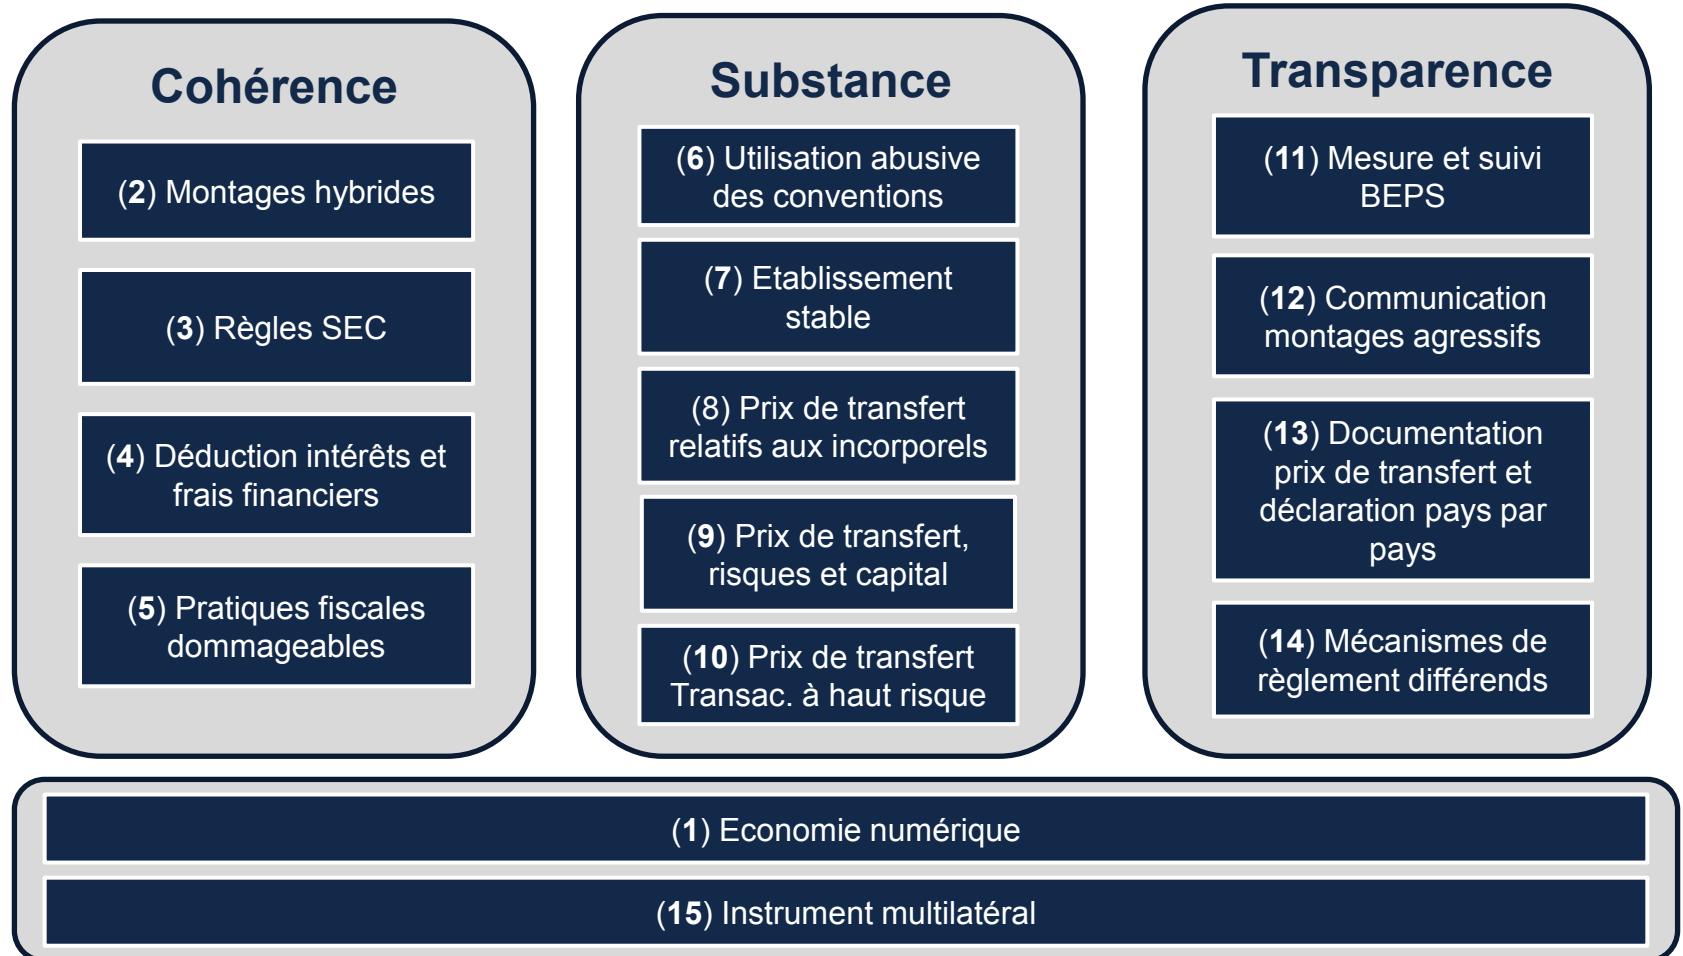 Cohérence
(2) Montages hybrides
(3) Règles SEC
(4) Déduction intérêts et
frais financiers
(5) Pratiques fiscales
dommageables
Substance
(6) Utilisation abusive
des conventions
(7) Etablissement
stable
(8) Prix de transfert
relatifs aux incorporels
(9) Prix de transfert,
risques et capital
(10) Prix de transfert
Transac. à haut risque
Transparence
(11) Mesure et suivi
BEPS
(12) Communication
montages agressifs
(13) Documentation
prix de transfert et
déclaration pays par
pays
(14) Mécanismes de
règlement différends
(1) Economie numérique
(15) Instrument multilatéral